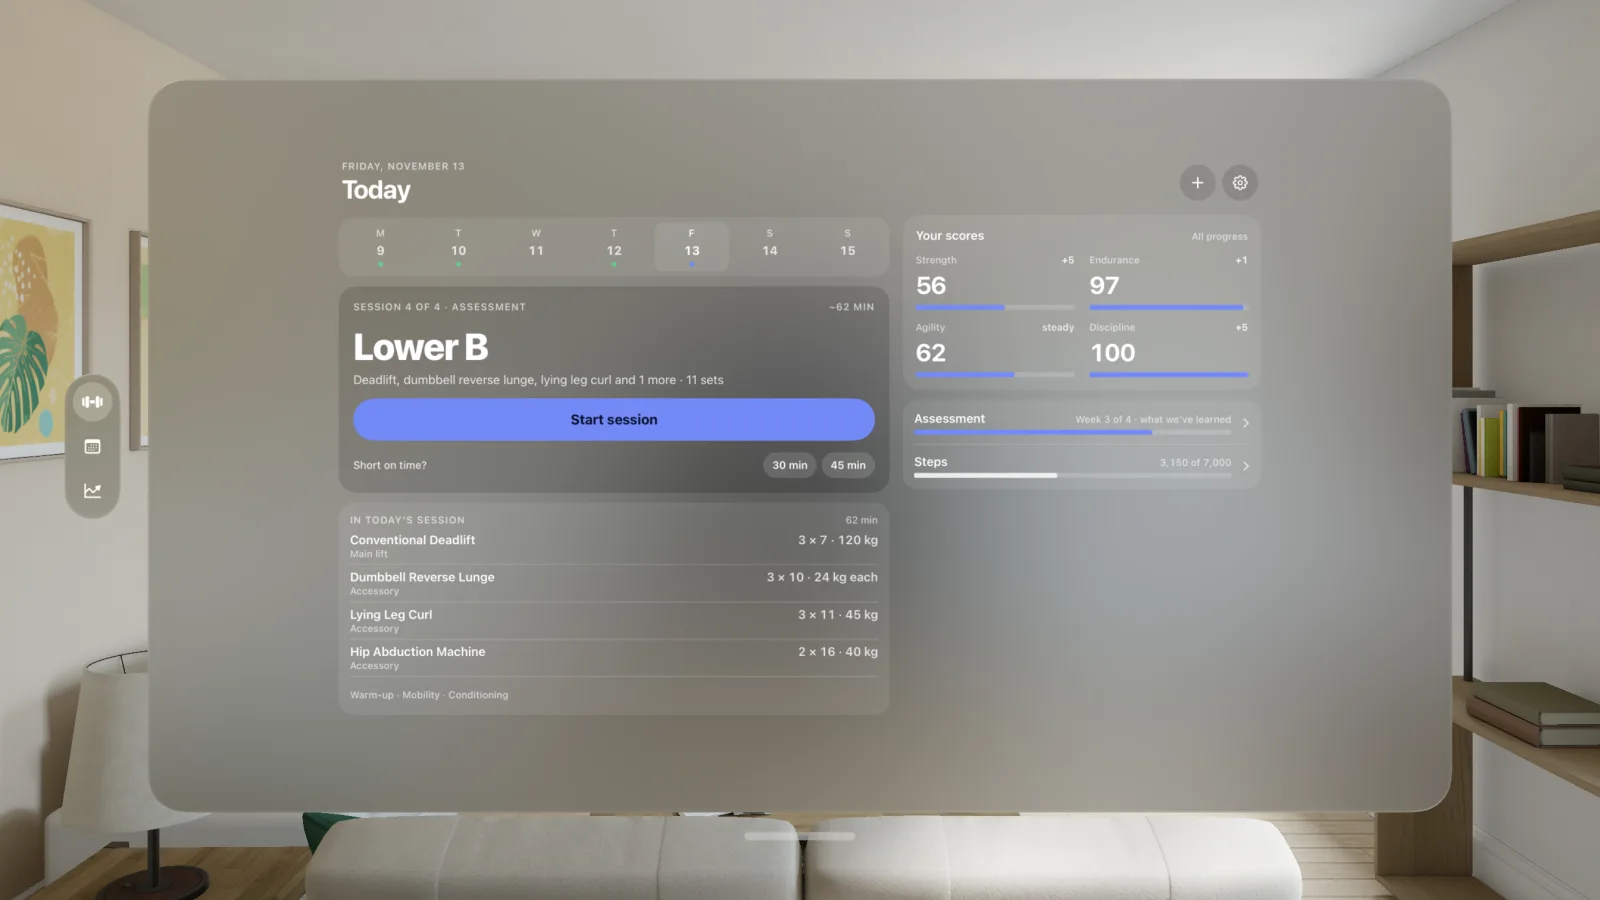 FRIDAY, NOVEMBER 13
Today
M T W T F S S
9 10 11 12 13 14 15
SESSION 4 OF 4 · ASSESSMENT ~62 MIN
Lower B
Deadlift, dumbbell reverse lunge, lying leg curl and 1 more · 11 sets
Start session
Short on time? 30 min 45 min
IN TODAY'S SESSION 62 min
Conventional Deadlift 3 × 7 · 120 kg
Main lift
Dumbbell Reverse Lunge 3 × 10 · 24 kg each
Accessory
Lying Leg Curl 3 × 11 · 45 kg
Accessory
Hip Abduction Machine 2 × 16 · 40 kg
Accessory
Warm-up · Mobility · Conditioning
Your scores All progress
Strength +5 Endurance +1
56 97
Agility steady Discipline +5
62 100
Assessment Week 3 of 4 · what we've learned
Steps 3,150 of 7,000